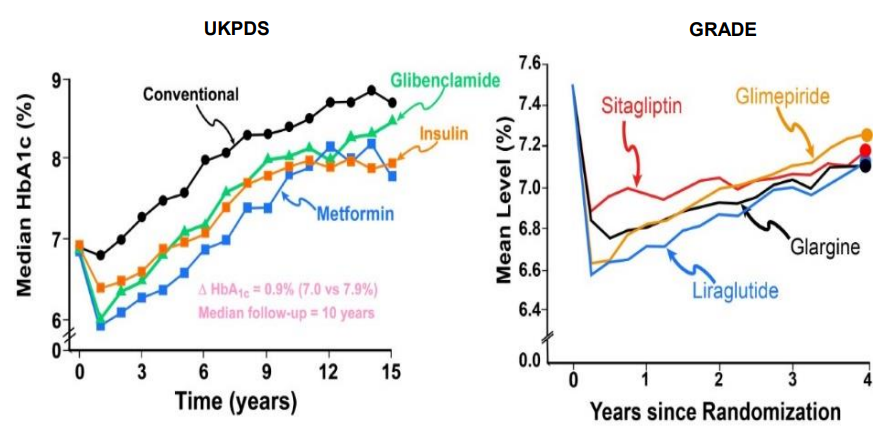 UKPDS
Median HbA1c (%)
9
8
7
6
0
Conventional
Glibenclamide
Insulin
Metformin
Δ HbA1c = 0.9% (7.0 vs 7.9%)
Median follow-up = 10 years
0 3 6 9 12 15
Time (years)
GRADE
Mean Level (%)
7.6
7.4
7.2
7.0
6.8
6.6
6.4
0.0
Sitagliptin
Glimepiride
Glargine
Liraglutide
0 1 2 3 4
Years since Randomization